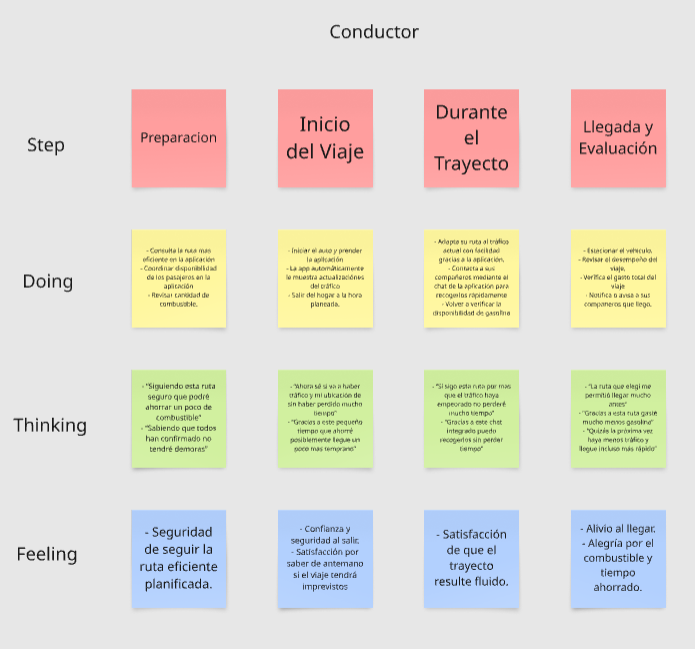 Conductor
Step
Preparacion
Inicio
del Viaje
Durante
el
Trayecto
Llegada y
Evaluación
Doing
- Consulta la ruta mas
eficiente en la aplicación
- Coordinar disponibilidad
de los pasajeros en la
aplicación
- Revisar cantidad de
combustible.
- Iniciar el auto y prender
la aplicación
- La app automáticamente
le muestra actualizaciones
del tráfico
- Salir del hogar a la hora
planeada.
- Adapta su ruta al tráfico
actual con facilidad
gracias a la aplicación.
- Contacta a sus
compañeros mediante el
chat de la aplicación para
recogerlos rápidamente
- Volver a verificar la
disponibilidad de gasolina
- Estacionar el vehículo.
- Revisar el desempeño del
viaje.
- Verifica el gasto total del
viaje
- Notifica o avisa a sus
compañeros que llego.
Thinking
- "Siguiendo esta ruta
seguro que podré
ahorrar un poco de
combustible"
- "Sabiendo que todos
han confirmado no
tendré demoras"
- "Ahora sé si va a haber
tráfico y mi ubicación de
sin haber perdido mucho
tiempo"
- "Gracias a este pequeño
tiempo que ahorré
posiblemente llegue un
poco mas temprano"
- "Si sigo esta ruta por mas
que el tráfico haya
empeorado no perderé
mucho tiempo"
- "Gracias a este chat
integrado puedo
recogerlos sin perder
tiempo"
- "La ruta que elegí me
permitió llegar mucho
antes"
- "Gracias a esta ruta gasté
mucho menos gasolina"
- "Quizás la próxima vez
haya menos tráfico y
llegue incluso más rápido"
Feeling
- Seguridad
de seguir la
ruta eficiente
planificada.
- Confianza y
seguridad al salir.
- Satisfacción por
saber de antemano
si el viaje tendrá
imprevistos
- Satisfacción
de que el
trayecto
resulte fluido.
- Alivio al llegar.
- Alegría por el
combustible y
tiempo
ahorrado.